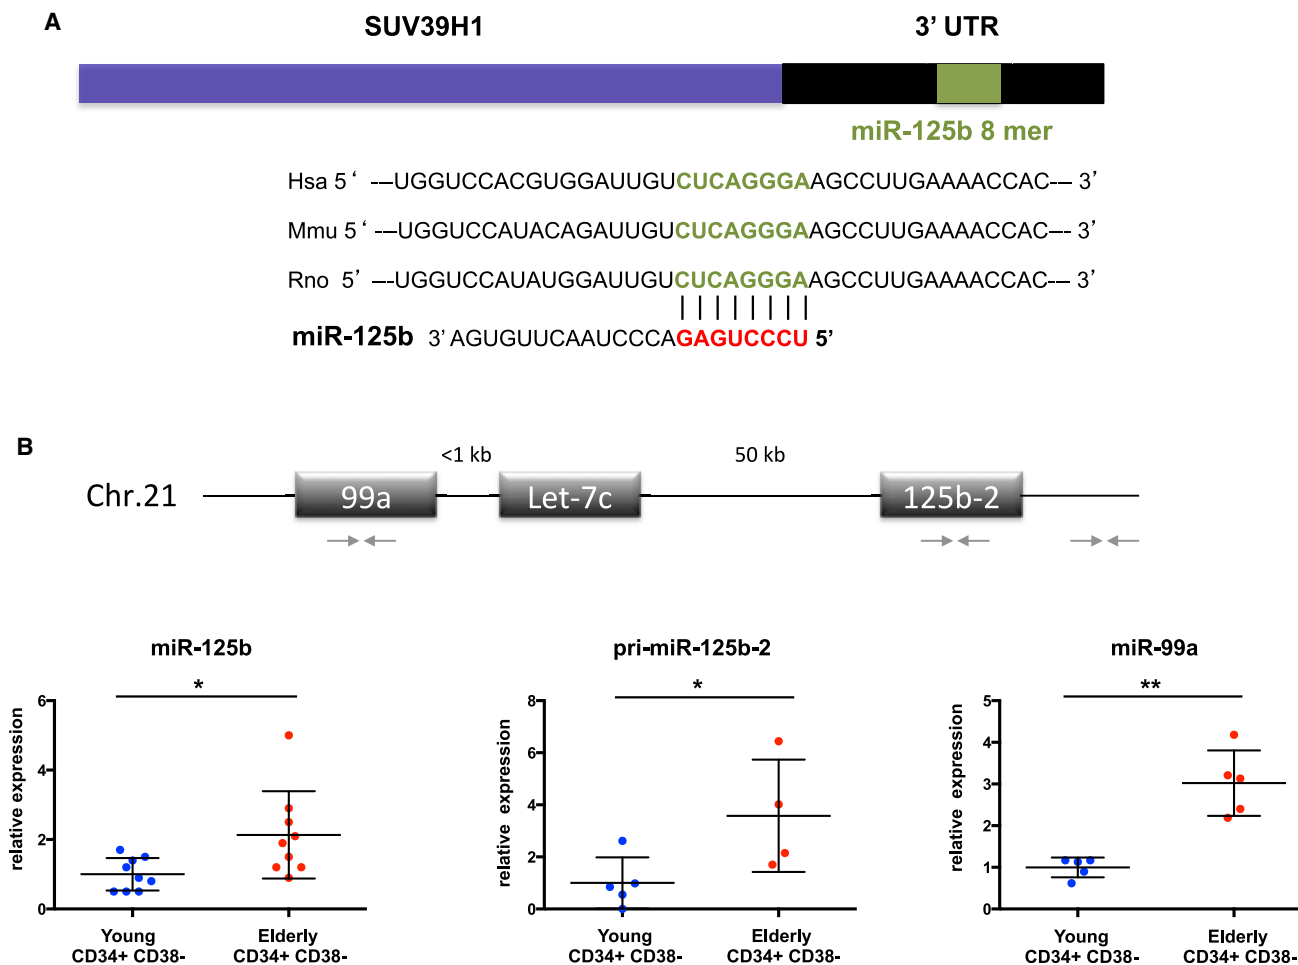 A
SUV39H1 3’ UTR
miR-125b 8 mer
Hsa 5‘ ---UGGUCCACGUGGAUUGUCUCAGGGAAGCCUUGAAAACCAC--- 3’
Mmu 5‘ ---UGGUCCAUACAGAUUGUCUCAGGGAAGCCUUGAAAACCAC--- 3’
Rno 5’ ---UGGUCCAUAUGGAUUGUCUCAGGGAAGCCUUGAAAACCAC--- 3’
miR-125b 3’ AGUGUUCAAUCCCAGAGUCCCU 5’
B
<1 kb 50 kb
Chr.21 99a Let-7c 125b-2
miR-125b
*
relative expression
6
4
2
0
Young CD34+ CD38-
Elderly CD34+ CD38-
pri-miR-125b-2
*
relative expression
8
6
4
2
0
Young CD34+ CD38-
Elderly CD34+ CD38-
miR-99a
**
relative expression
5
4
3
2
1
0
Young CD34+ CD38-
Elderly CD34+ CD38-